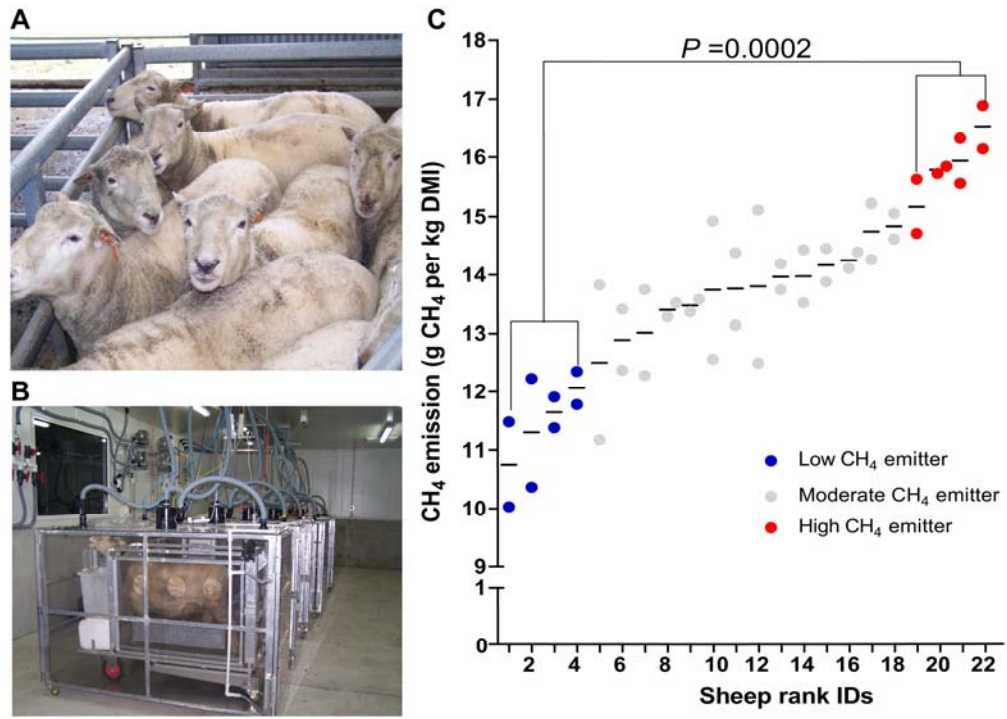 A
B
C
CH₄ emission (g CH₄ per kg DMI)
18
17
16
15
14
13
12
11
10
9
1
0
P =0.0002
Low CH₄ emitter
Moderate CH₄ emitter
High CH₄ emitter
2 4 6 8 10 12 14 16 18 20 22
Sheep rank IDs